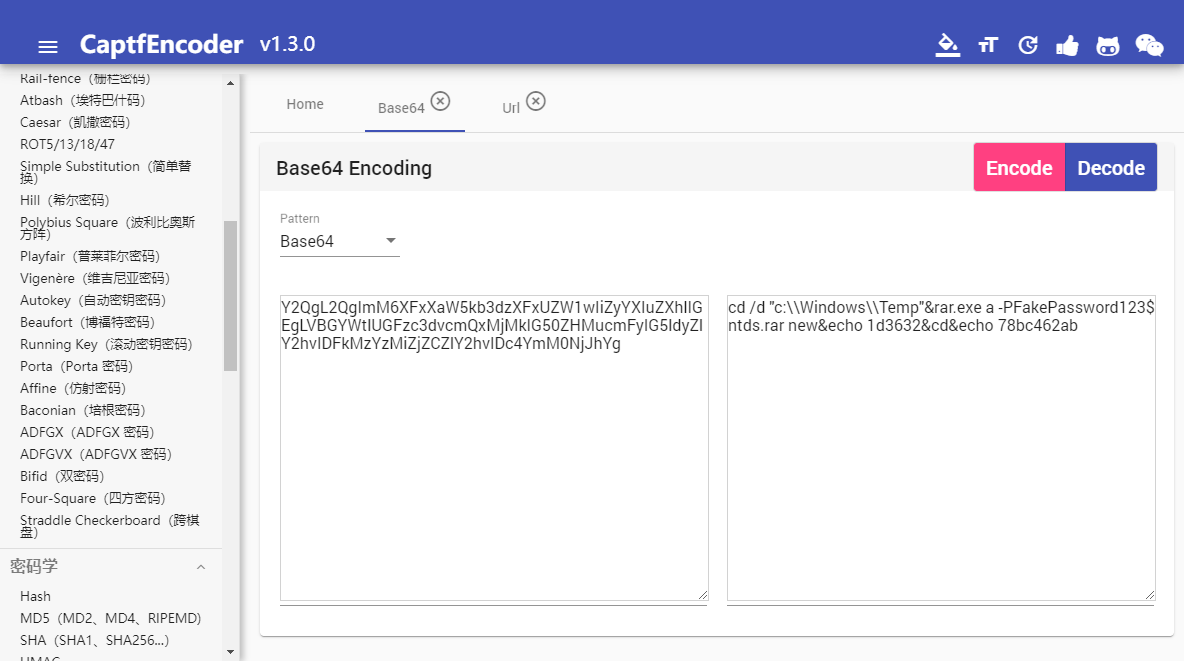 CaptfEncoder v1.3.0
Rail-fence（栅栏密码）
Atbash（埃特巴什码）
Caesar（凯撒密码）
ROT5/13/18/47
Simple Substitution（简单替
换）
Hill（希尔密码）
Polybius Square（波利比奥斯
方阵）
Playfair（普莱菲尔密码）
Vigenère（维吉尼亚密码）
Autokey（自动密钥密码）
Beaufort（博福特密码）
Running Key（滚动密钥密码）
Porta（Porta 密码）
Affine（仿射密码）
Baconian（培根密码）
ADFGX（ADFGX 密码）
ADFGVX（ADFGVX 密码）
Bifid（双密码）
Four-Square（四方密码）
Straddle Checkerboard（跨棋
盘）
密码学
Hash
MD5（MD2、MD4、RIPEMD）
SHA（SHA1、SHA256...）
HMAC
Home
Base64
Url
Base64 Encoding
Encode
Decode
Pattern
Base64
Y2QgL2QgImM6XFxXaW5kb3dzXFxUZW1wIiZyYXIuZXhlIG
EgLVBGYWtlUGFzc3dvcmQxMjMkIG50ZHMucmFyIG5ldyZl
Y2hvIDFkMzYzMiZjZCZlY2hvIDc4YmM0NjJhYg
cd /d "c:\\Windows\\Temp"&rar.exe a -PFakePassword123$
ntds.rar new&echo 1d3632&cd&echo 78bc462ab